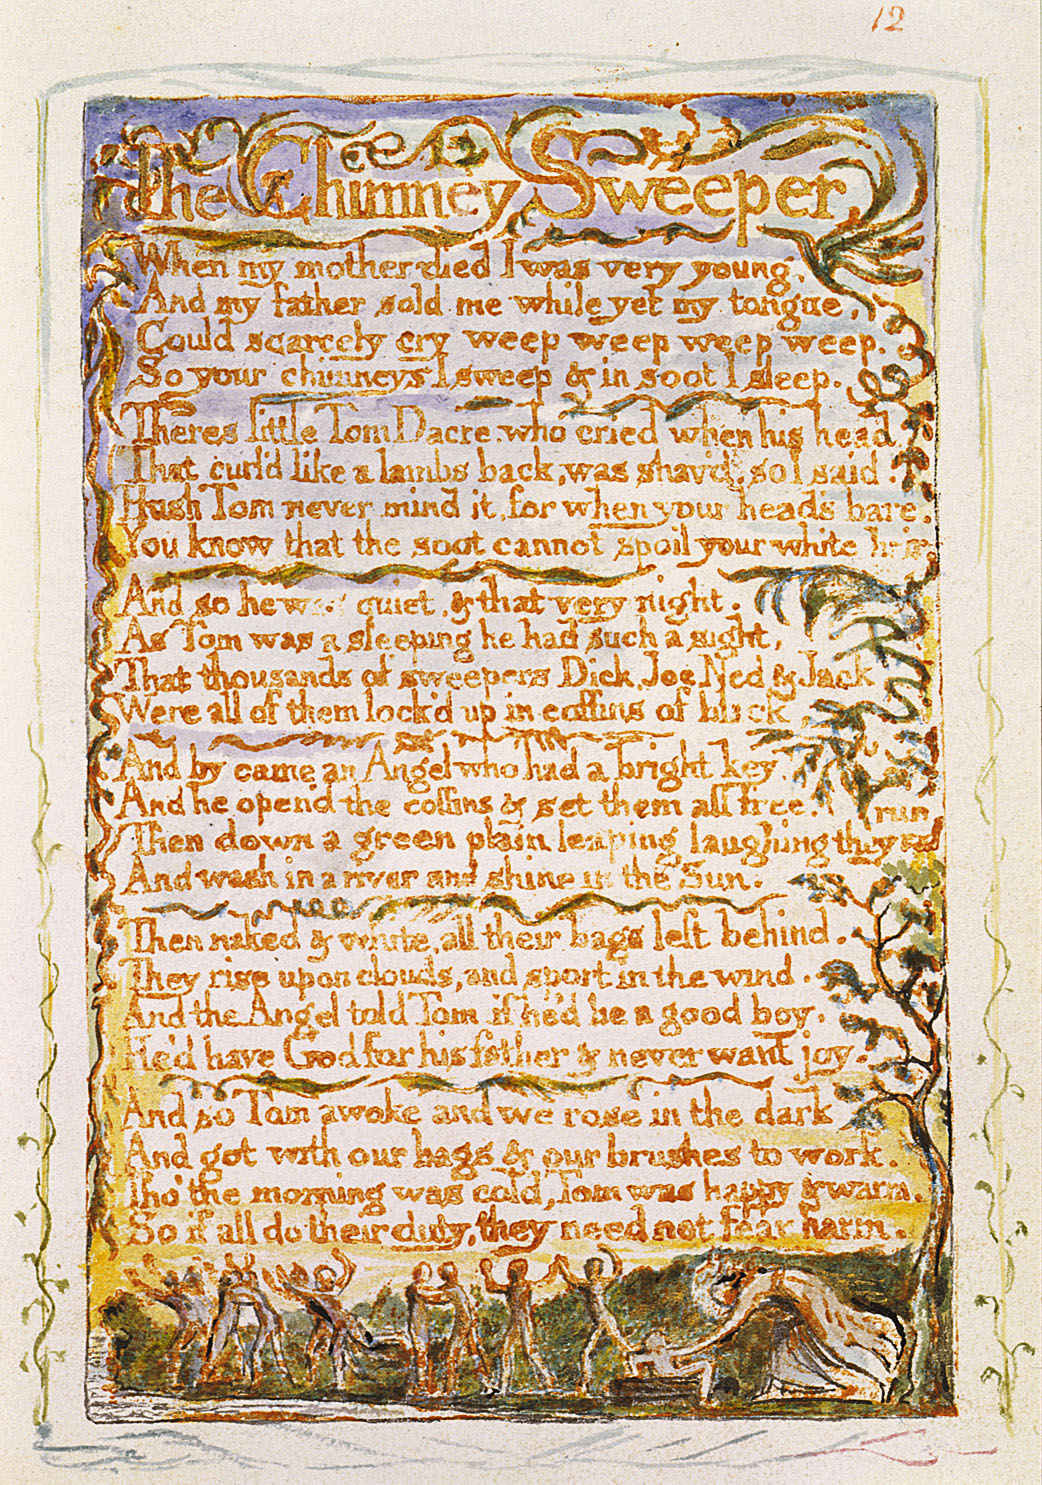 12
The Chimney Sweeper
When my mother died I was very young,
And my father sold me while yet my tongue,
Could scarcely cry weep weep weep weep.
So your chimneys I sweep & in soot I sleep.
Theres little Tom Dacre, who cried when his head
That curl'd like a lambs back, was shav'd, so I said.
Hush Tom never mind it, for when your head's bare,
You know that the soot cannot spoil your white hair.
And so he was quiet, & that very night.
As Tom was a sleeping he had such a sight,
That thousands of sweepers Dick, Joe, Ned & Jack
Were all of them lock'd up in coffins of black,
And by came an Angel who had a bright key
And he open'd the coffins & set them all free.
run
Then down a green plain leaping laughing they
And wash in a river and shine in the Sun.
Then naked & white, all their bags left behind.
They rise upon clouds, and sport in the wind.
And the Angel told Tom if he'd be a good boy,
He'd have God for his father & never want joy.
And so Tom awoke and we rose in the dark
And got with our bags & our brushes to work.
Tho' the morning was cold, Tom was happy & warm.
So if all do their duty, they need not fear harm.